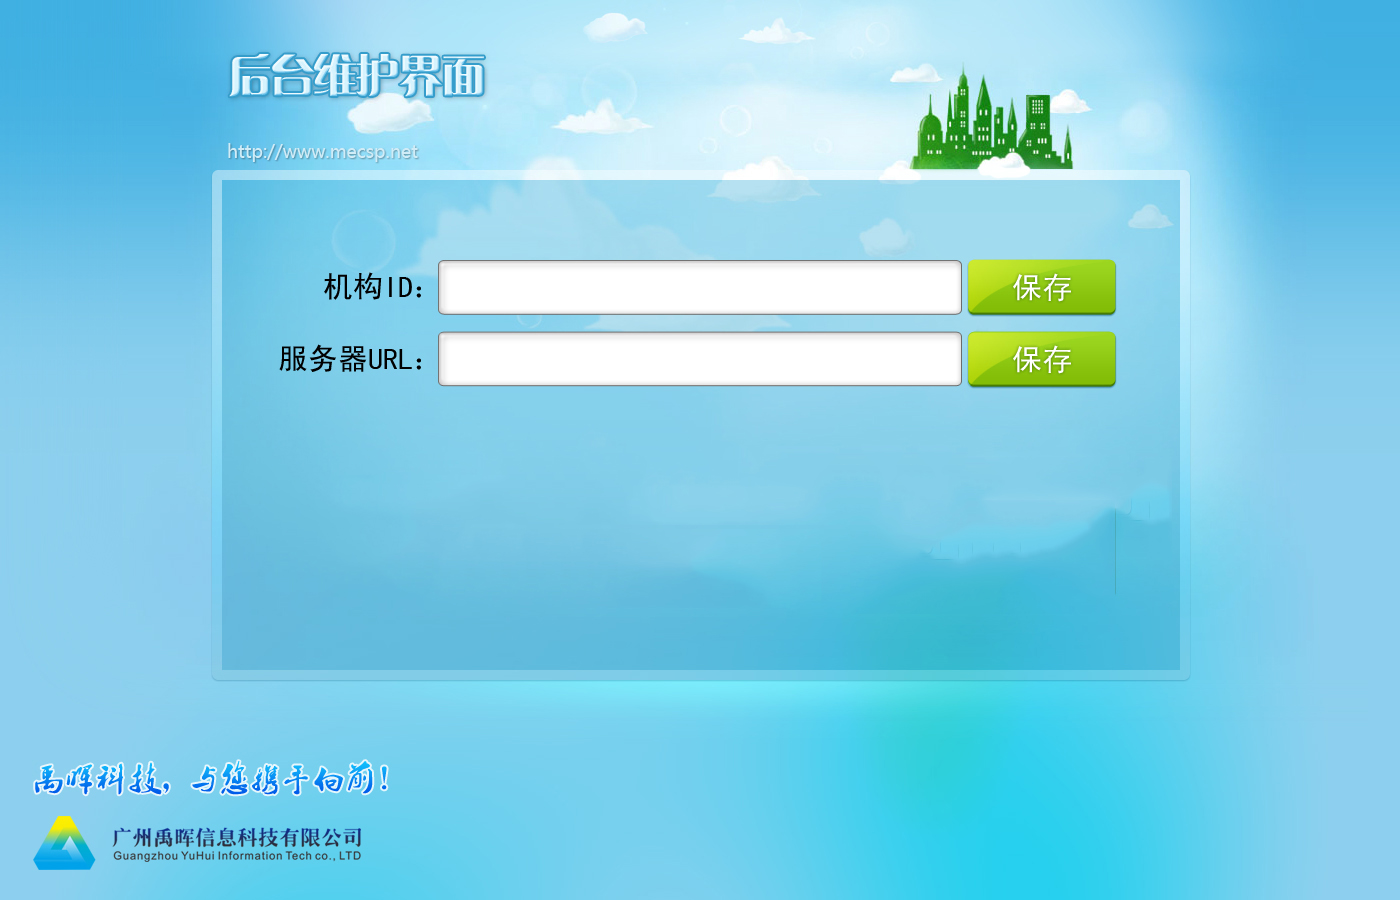 后台维护界面
http://www.mecsp.net
机构ID：
保存
服务器URL：
保存
禹晖科技，与您携手向前！
广州禹晖信息科技有限公司
Guangzhou YuHui Information Tech co., LTD